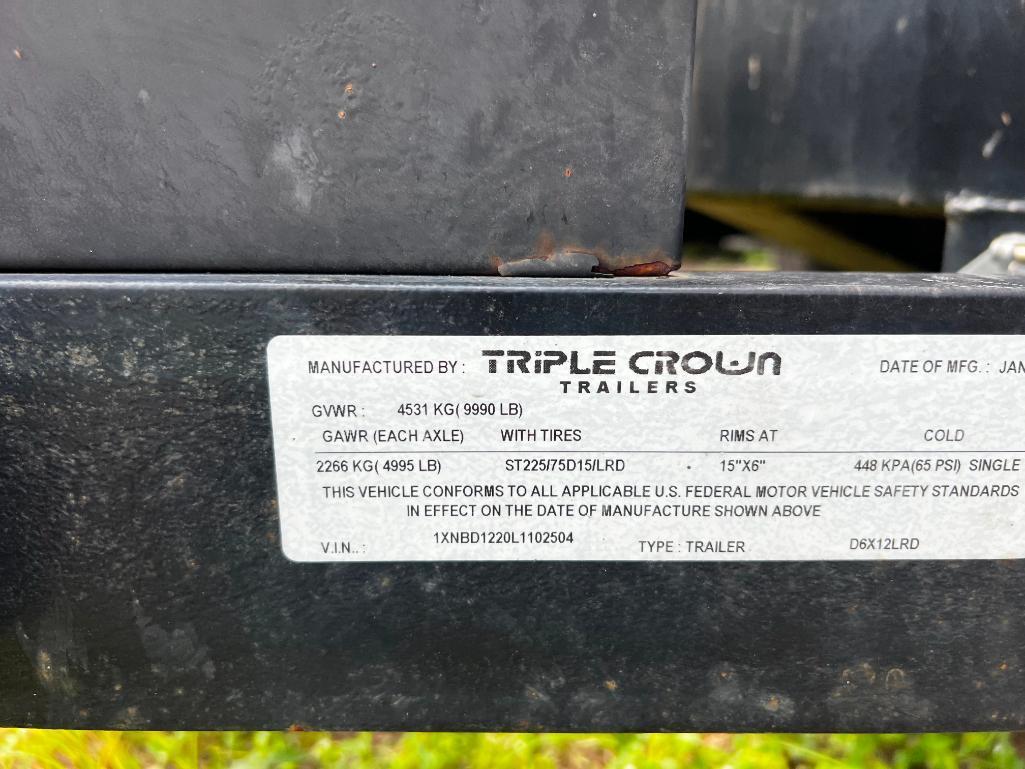 MANUFACTURED BY : TRIPLE CROWN DATE OF MFG. : JAN
TRAILERS
GVWR : 4531 KG( 9990 LB)
GAWR (EACH AXLE) WITH TIRES RIMS AT COLD
2266 KG( 4995 LB) ST225/75D15/LRD 15"X6" 448 KPA(65 PSI) SINGLE
THIS VEHICLE CONFORMS TO ALL APPLICABLE U.S. FEDERAL MOTOR VEHICLE SAFETY STANDARDS
IN EFFECT ON THE DATE OF MANUFACTURE SHOWN ABOVE
V.I.N.. : 1XNBD1220L1102504 TYPE : TRAILER D6X12LRD